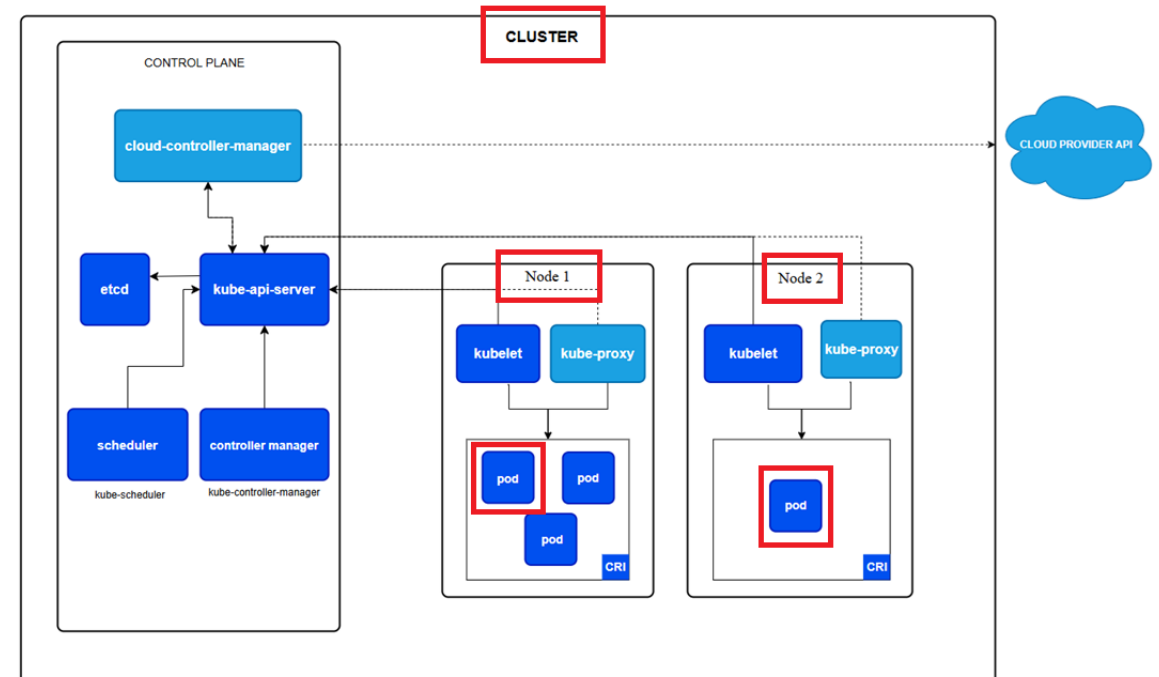 CLUSTER
CONTROL PLANE
cloud-controller-manager
CLOUD PROVIDER API
etcd
kube-api-server
scheduler
kube-scheduler
controller manager
kube-controller-manager
Node 1
kubelet
kube-proxy
pod
pod
pod
CRI
Node 2
kubelet
kube-proxy
pod
CRI